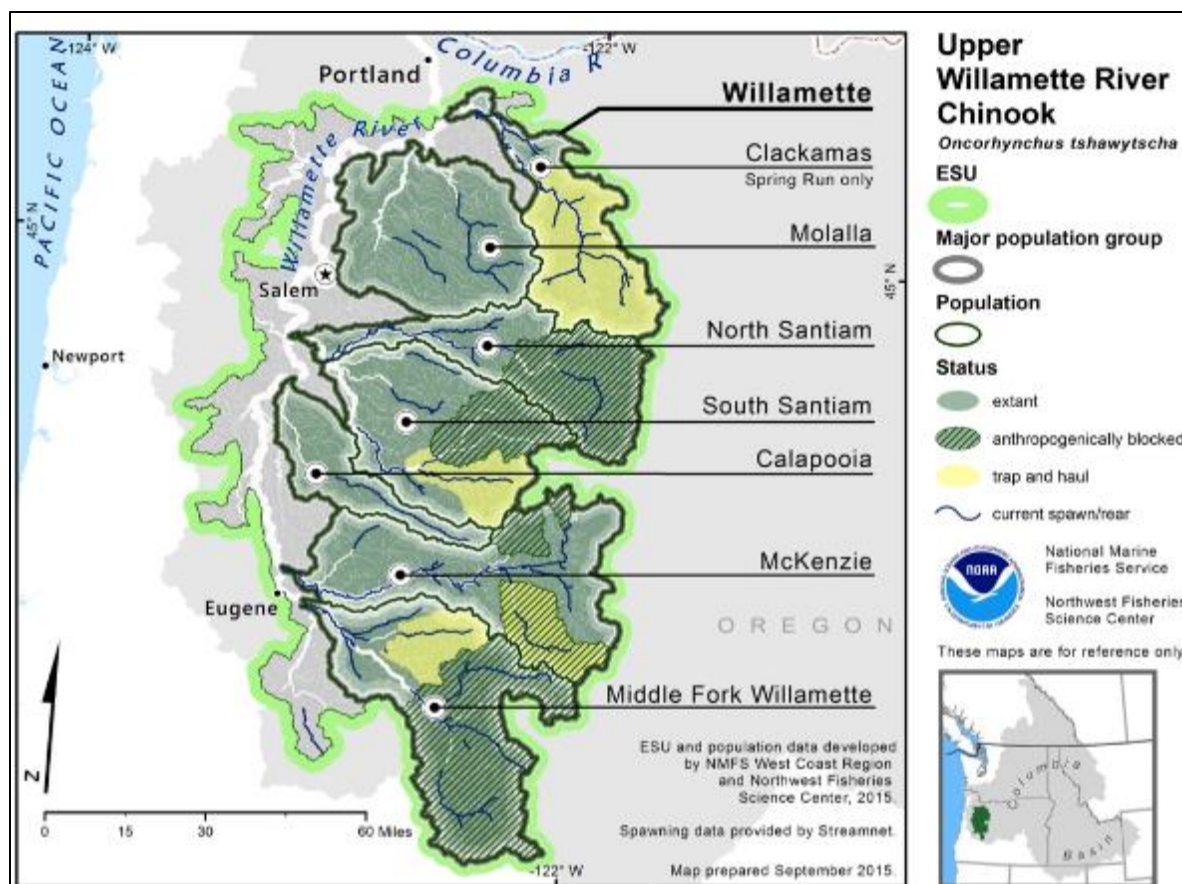 124° W
122° W
Columbia R
Portland
PACIFIC OCEAN
Willamette River
Willamette
Clackamas
Spring Run only
Molalla
45° N
45° N
Salem
North Santiam
Newport
South Santiam
Calapooia
McKenzie
Eugene
OREGON
Middle Fork Willamette
ESU and population data developed
by NMFS West Coast Region
and Northwest Fisheries
Science Center, 2015.
Spawning data provided by Streamnet.
Map prepared September 2015.
N
0 15 30 60 Miles
-122° W
Upper
Willamette River
Chinook
Oncorhynchus tshawytscha
ESU
Major population group
Population
Status
extant
anthropogenically blocked
trap and haul
current spawn/rear
NOAA
National Marine
Fisheries Service
Northwest Fisheries
Science Center
These maps are for reference only
Columbia
Basin